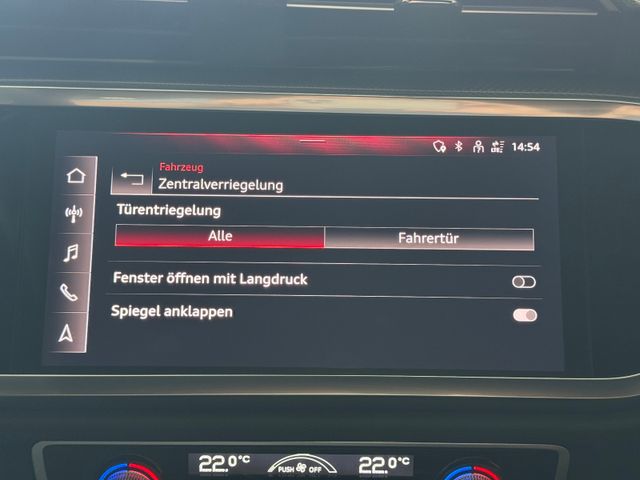 14:54
Fahrzeug
Zentralverriegelung
Türentriegelung
Alle Fahrertür
Fenster öffnen mit Langdruck
Spiegel anklappen
22.0°C PUSH OFF 22.0°C